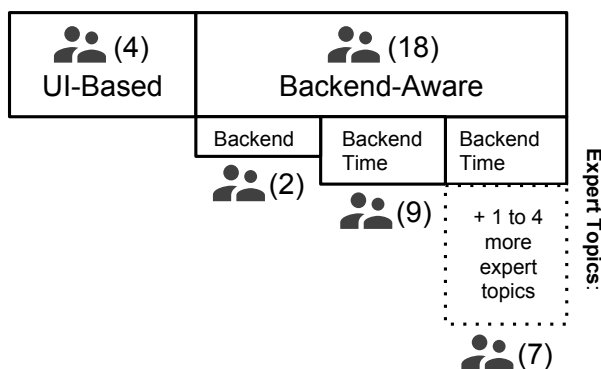 (4)
UI-Based
(18)
Backend-Aware
Backend
Backend
Time
Backend
Time
(2)
(9)
+ 1 to 4
more
expert
topics
(7)
Expert Topics: